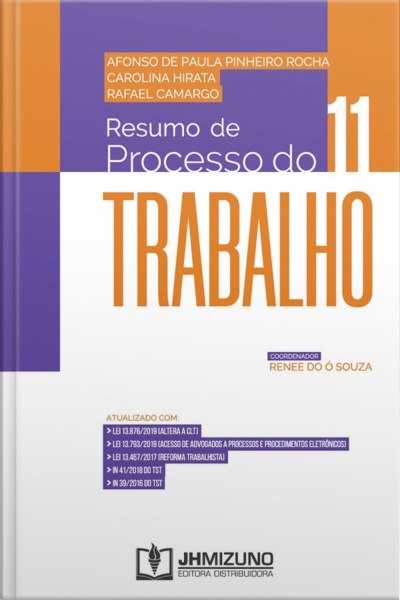 AFONSO DE PAULA PINHEIRO ROCHA
CAROLINA HIRATA
RAFAEL CAMARGO
Resumo de
Processo do 11
TRABALHO
COORDENADOR
RENEE DO Ó SOUZA
ATUALIZADO COM:
> LEI 13.876/2019 (ALTERA A CLT)
> LEI 13.793/2019 (ACESSO DE ADVOGADOS A PROCESSOS E PROCEDIMENTOS ELETRÔNICOS)
> LEI 13.467/2017 (REFORMA TRABALHISTA)
> IN 41/2018 DO TST
> IN 39/2016 DO TST
JHMIZUNO
EDITORA DISTRIBUIDORA